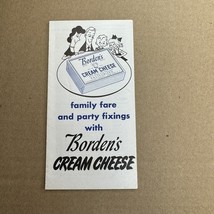 Borden's
CREAM CHEESE
family fare
and party fixings
with
Borden's
CREAM CHEESE